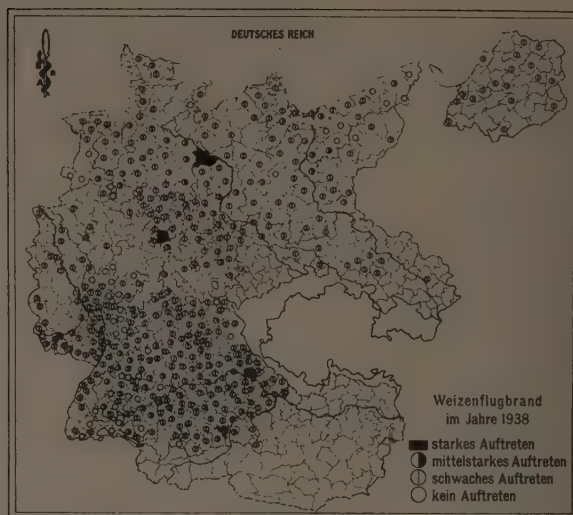 DEUTSCHES REICH
Weizenflugbrand
im Jahre 1938
starkes Auftreten
mittelstarkes Auftreten
schwaches Auftreten
kein Auftreten